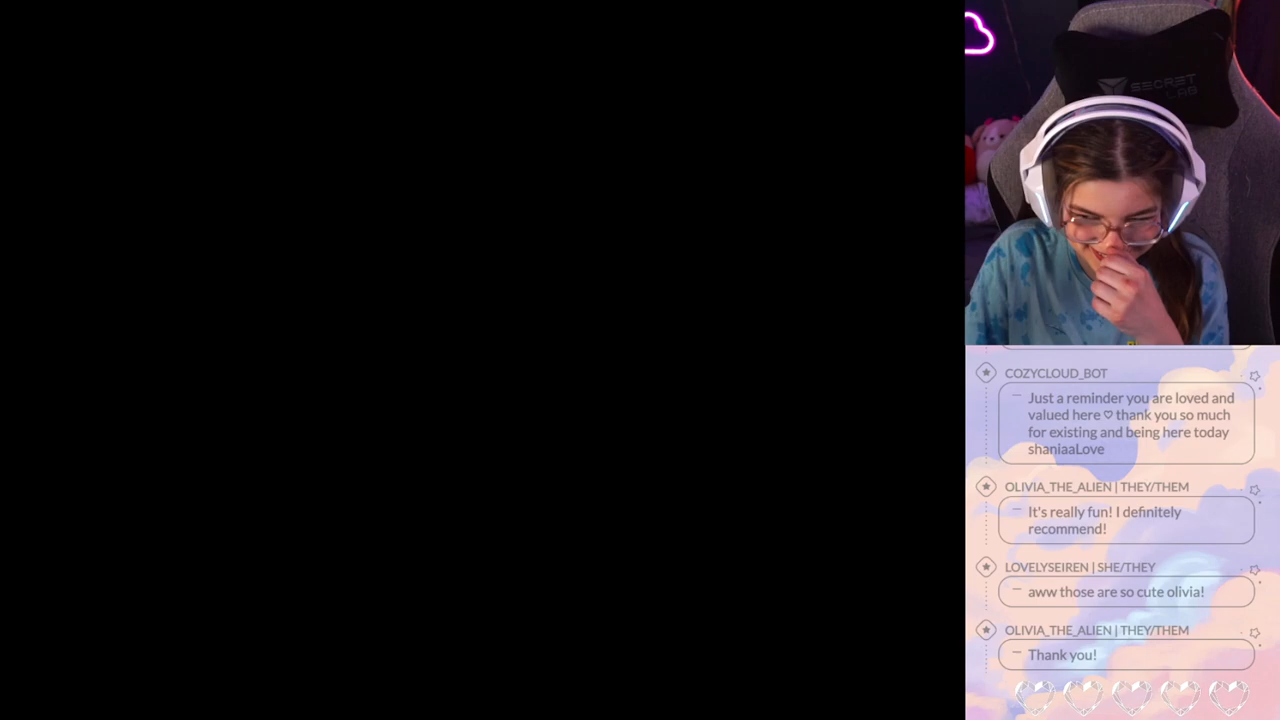 SECRET
LAB
COZYCLOUD_BOT
Just a reminder you are loved and
valued here ♡ thank you so much
for existing and being here today
shaniaaLove
OLIVIA_THE_ALIEN | THEY/THEM
It's really fun! I definitely
recommend!
LOVELYSEIREN | SHE/THEY
aww those are so cute olivia!
OLIVIA_THE_ALIEN | THEY/THEM
Thank you!